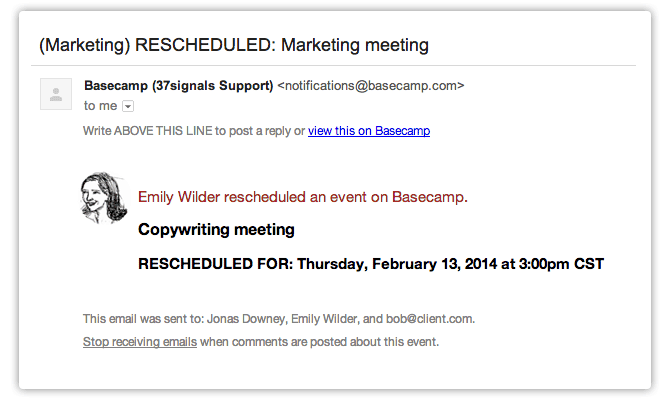 (Marketing) RESCHEDULED: Marketing meeting
Basecamp (37signals Support) <notifications@basecamp.com>
to me
Write ABOVE THIS LINE to post a reply or view this on Basecamp
Emily Wilder rescheduled an event on Basecamp.
Copywriting meeting
RESCHEDULED FOR: Thursday, February 13, 2014 at 3:00pm CST
This email was sent to: Jonas Downey, Emily Wilder, and bob@client.com.
Stop receiving emails when comments are posted about this event.